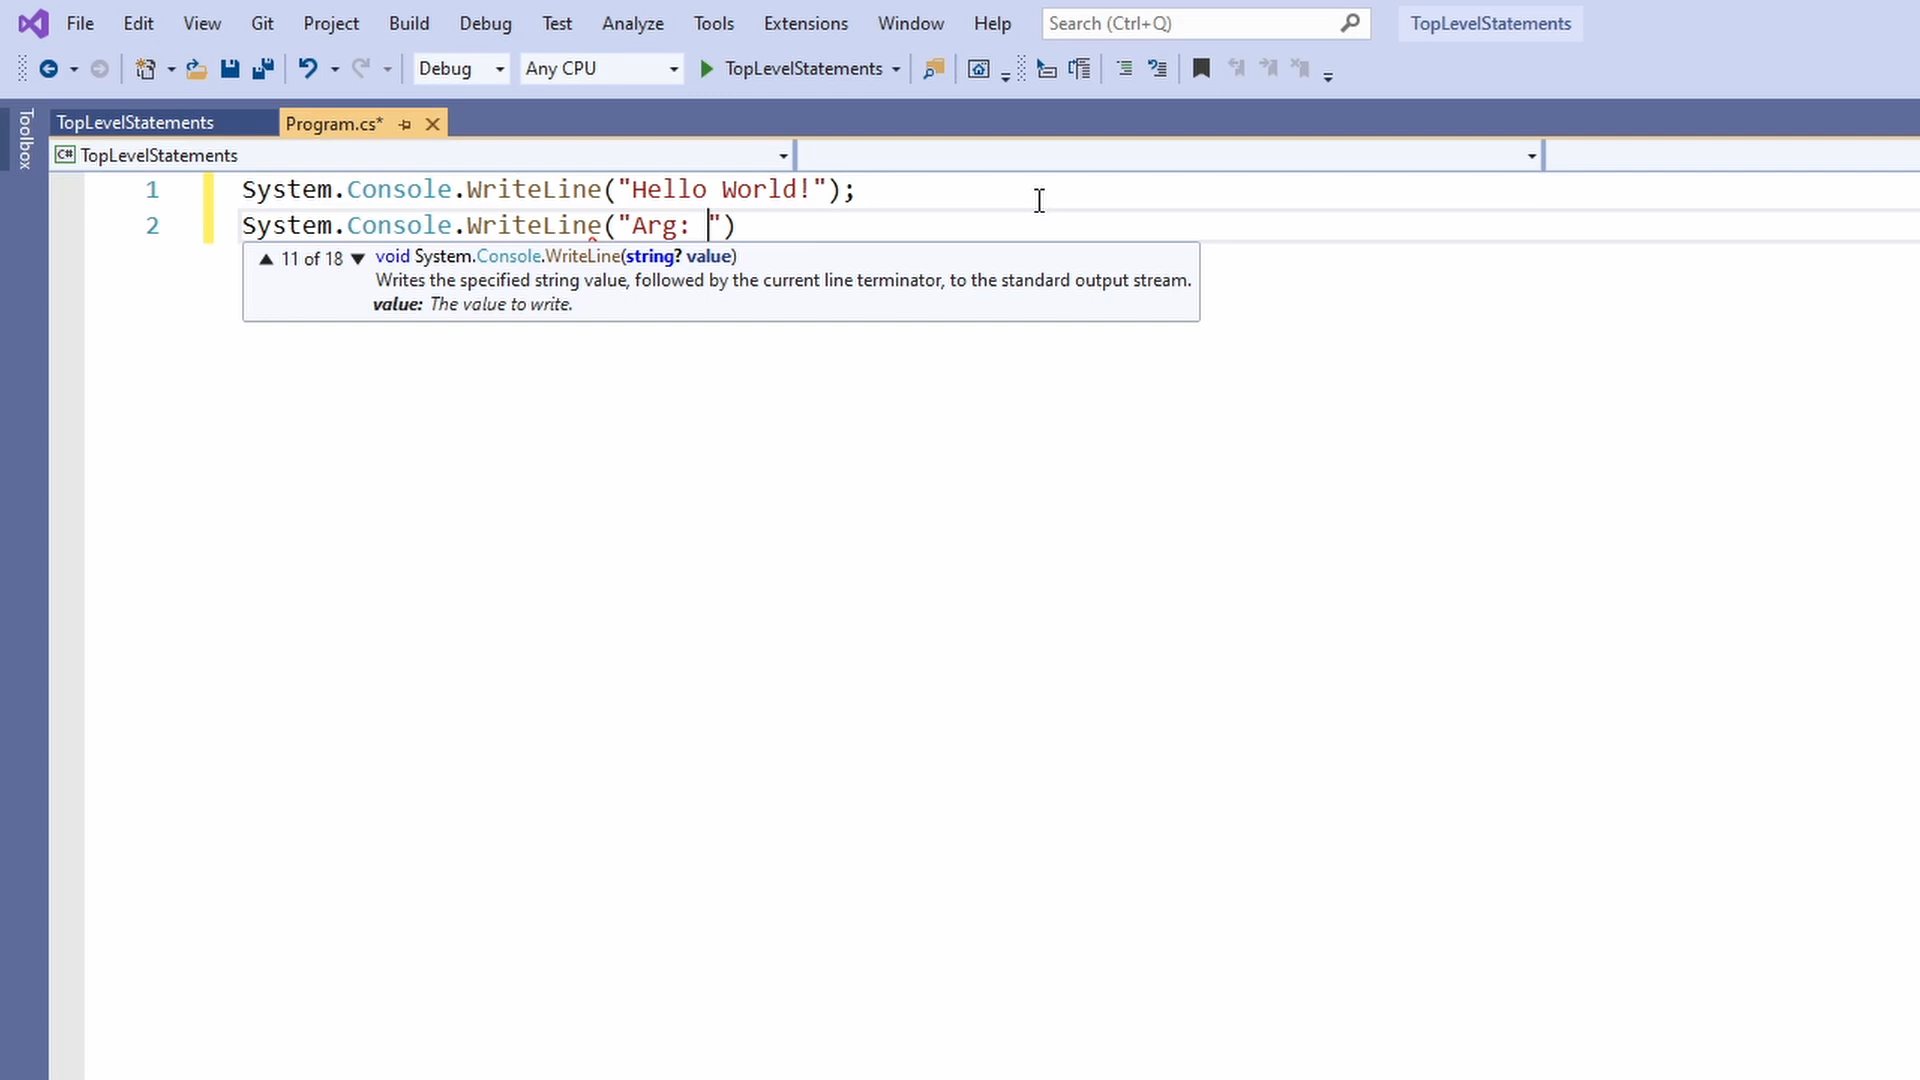 File Edit View Git Project Build Debug Test Analyze Tools Extensions Window Help Search (Ctrl+Q) TopLevelStatements
Debug Any CPU TopLevelStatements
Toolbox
TopLevelStatements Program.cs*
C# TopLevelStatements
1 System.Console.WriteLine("Hello World!");
2 System.Console.WriteLine("Arg: ")
▲ 11 of 18 ▼ void System.Console.WriteLine(string? value)
Writes the specified string value, followed by the current line terminator, to the standard output stream.
value: The value to write.